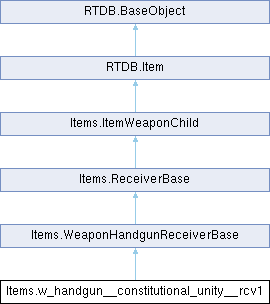 RTDB.BaseObject
RTDB.Item
Items.ItemWeaponChild
Items.ReceiverBase
Items.WeaponHandgunReceiverBase
Items.w_handgun__constitutional_unity__rcv1